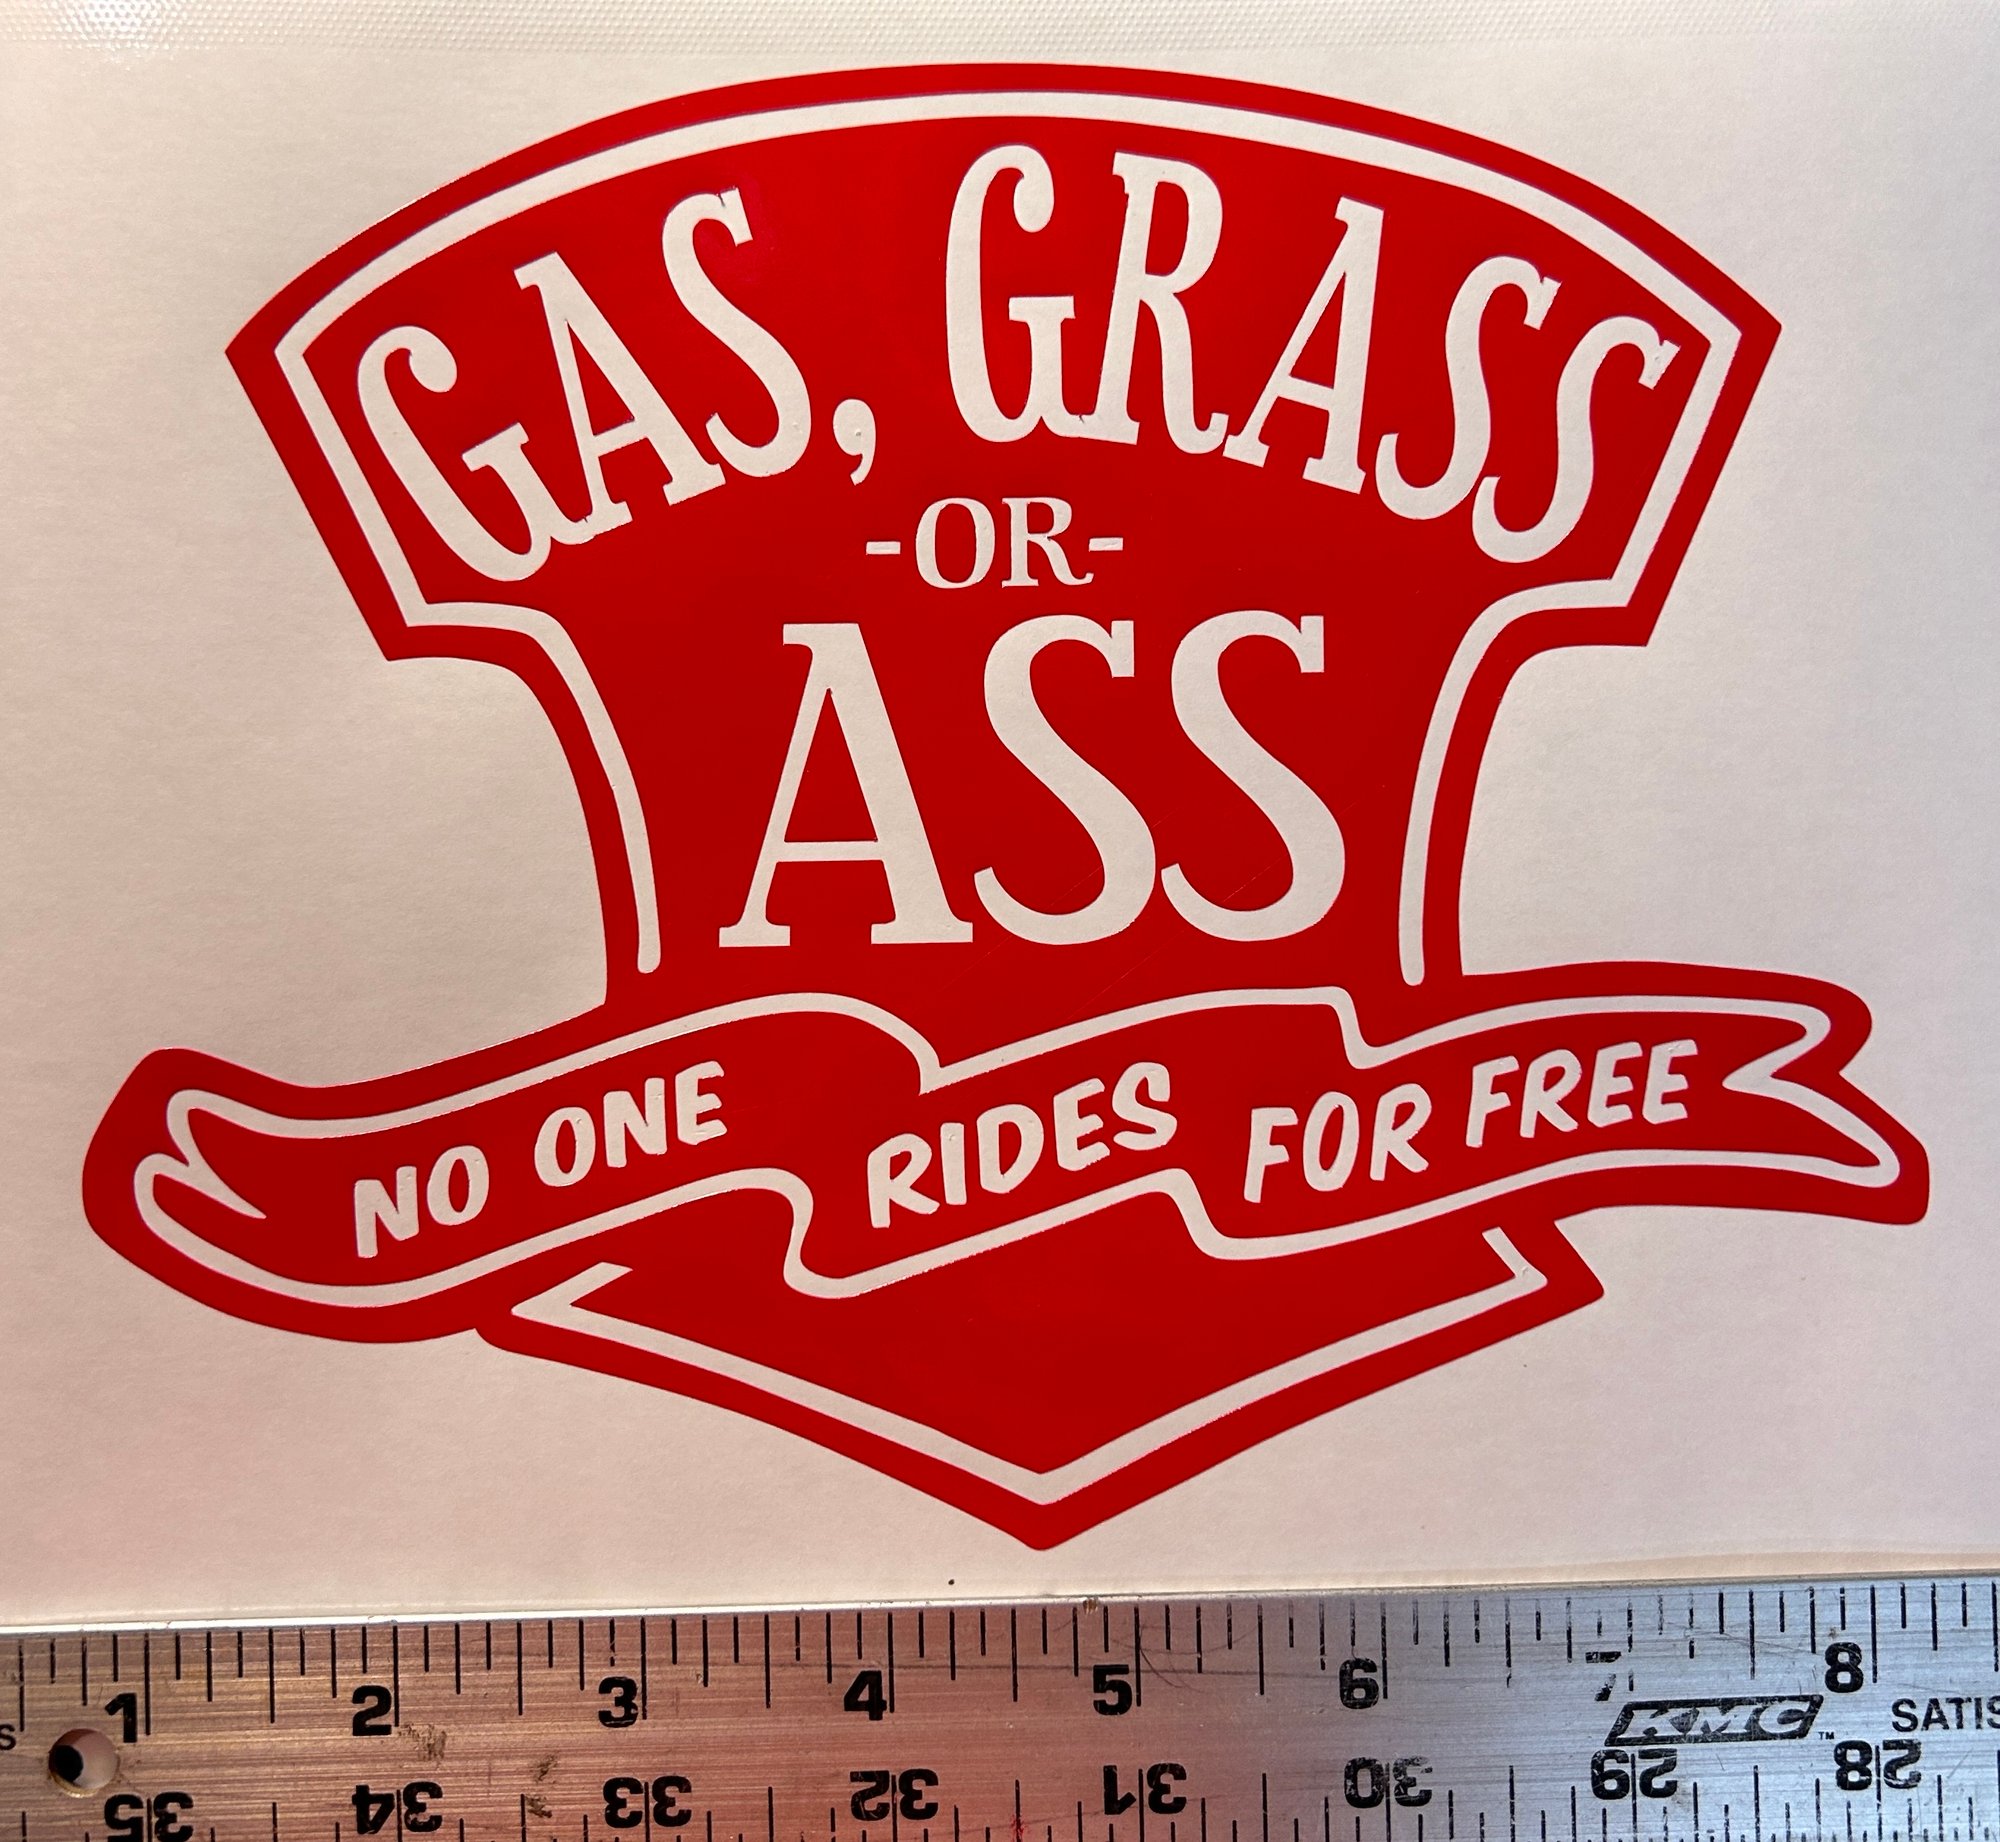 GAS, GRASS
-OR-
ASS
NO ONE RIDES FOR FREE
1 2 3 4 5 6 7 8
KMC™ SATIS
35 34 33 32 31 30 29 28